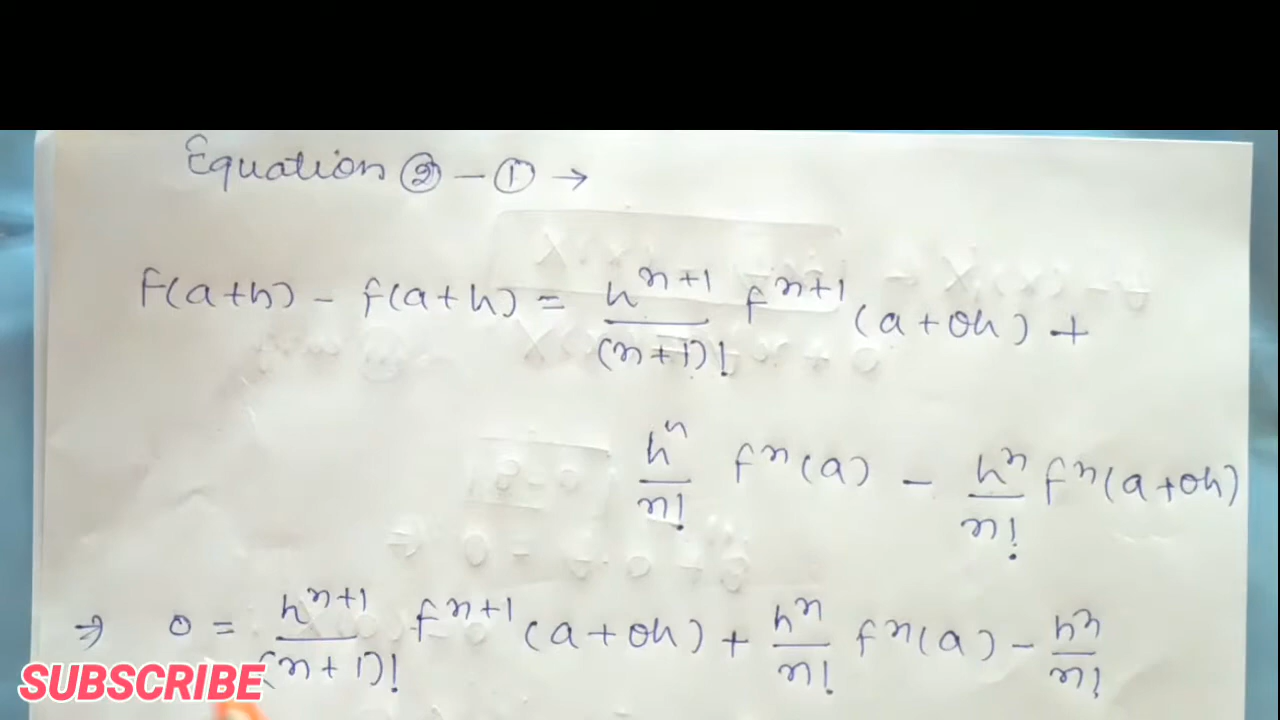 Equation ② - ① →
f(a+h) - f(a+h) = h^{n+1}/(n+1)! f^{n+1}(a+θh) +
h^n/n! f^n(a) - h^n/n! f^n(a+θh)
⇒ 0 = h^{n+1}/(n+1)! f^{n+1}(a+θh) + h^n/n! f^n(a) - h^n/n!
SUBSCRIBE